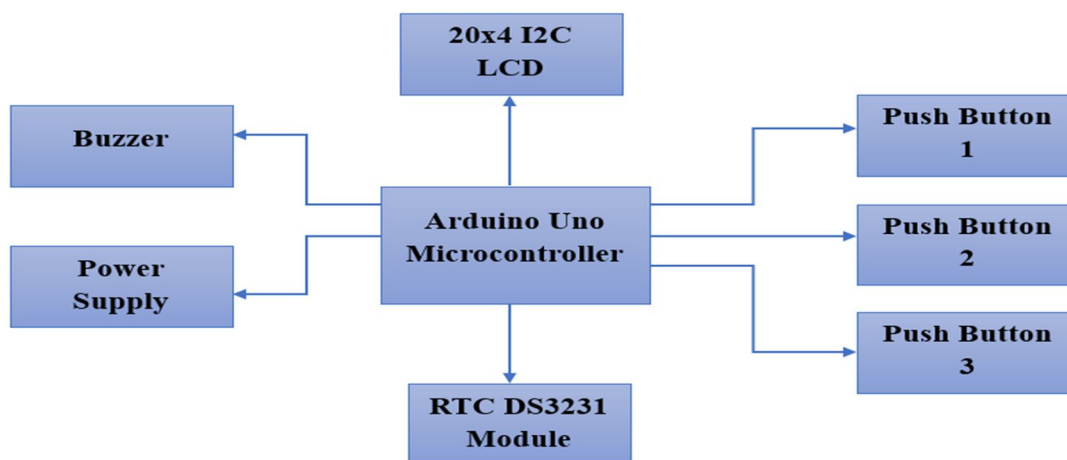 20x4 I2C
LCD
Buzzer
Push Button
1
Arduino Uno
Microcontroller
Push Button
2
Power
Supply
Push Button
3
RTC DS3231
Module